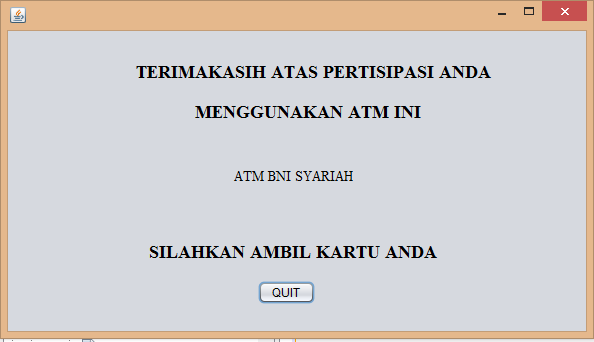 TERIMAKASIH ATAS PERTISIPASI ANDA
MENGGUNAKAN ATM INI
ATM BNI SYARIAH
SILAHKAN AMBIL KARTU ANDA
QUIT